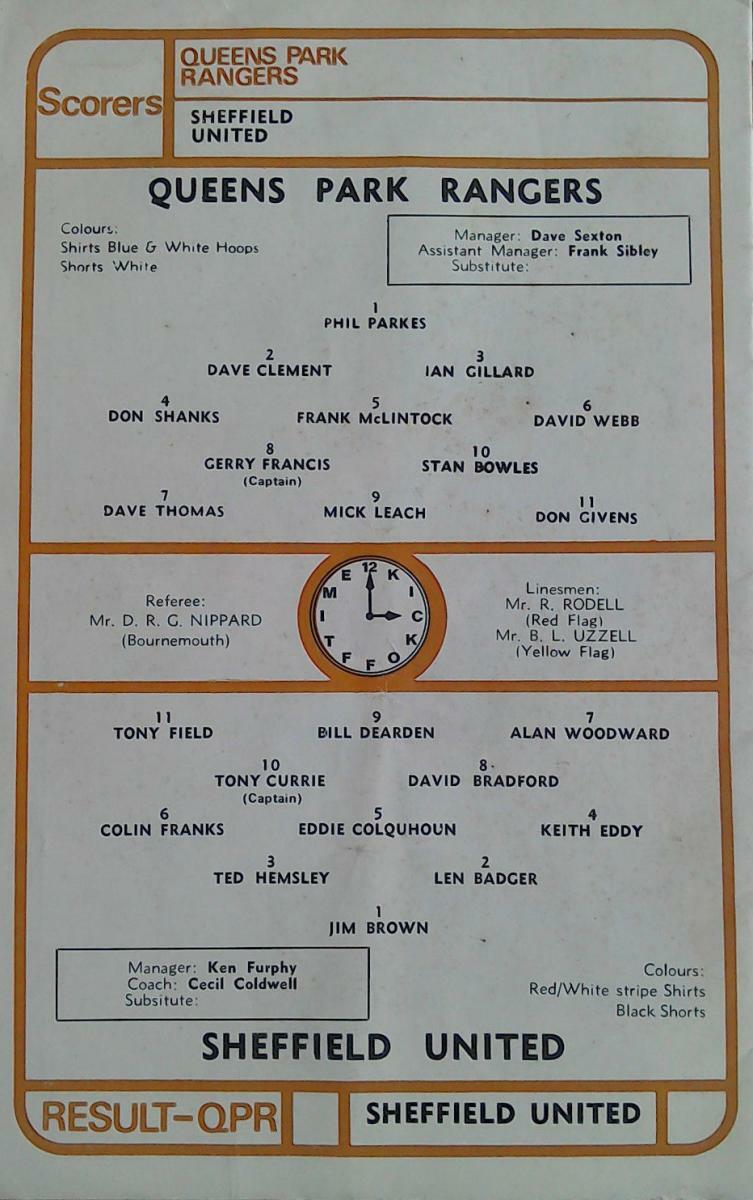 Scorers
QUEENS PARK
RANGERS
SHEFFIELD
UNITED
QUEENS PARK RANGERS
Colours:
Shirts Blue & White Hoops
Shorts White
Manager: Dave Sexton
Assistant Manager: Frank Sibley
Substitute:
1
PHIL PARKES
2 3
DAVE CLEMENT IAN GILLARD
4 5 6
DON SHANKS FRANK McLINTOCK DAVID WEBB
8 10
GERRY FRANCIS STAN BOWLES
(Captain)
7 9 11
DAVE THOMAS MICK LEACH DON GIVENS
Referee:
Mr. D. R. G. NIPPARD
(Bournemouth)
12
KICK OFF TIME
Linesmen:
Mr. R. RODELL
(Red Flag)
Mr. B. L. UZZELL
(Yellow Flag)
11 9 7
TONY FIELD BILL DEARDEN ALAN WOODWARD
10 8
TONY CURRIE DAVID BRADFORD
(Captain)
6 5 4
COLIN FRANKS EDDIE COLQUHOUN KEITH EDDY
3 2
TED HEMSLEY LEN BADGER
1
JIM BROWN
Manager: Ken Furphy
Coach: Cecil Coldwell
Subsitute:
Colours:
Red/White stripe Shirts
Black Shorts
SHEFFIELD UNITED
RESULT-QPR
SHEFFIELD UNITED